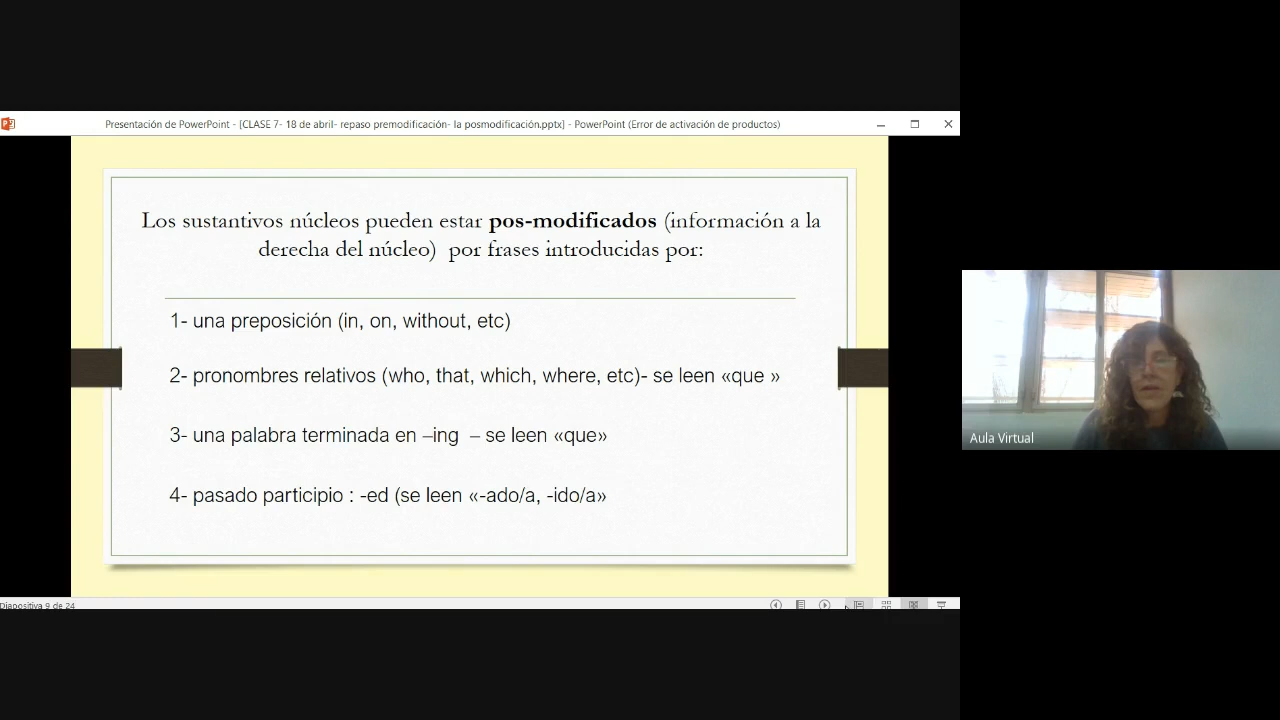 Presentación de PowerPoint - [CLASE 7- 18 de abril- repaso premodificación- la posmodificación.pptx] - PowerPoint (Error de activación de productos)
Los sustantivos núcleos pueden estar pos-modificados (información a la
derecha del núcleo) por frases introducidas por:
1- una preposición (in, on, without, etc)
2- pronombres relativos (who, that, which, where, etc)- se leen «que »
3- una palabra terminada en –ing – se leen «que»
4- pasado participio : -ed (se leen «-ado/a, -ido/a»
Aula Virtual
Diapositiva 9 de 24